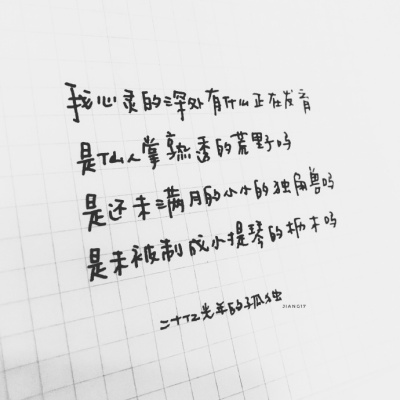 我心灵的深处有什么正在发育
是仙人掌熟透的荒野吗
是还未满月的小小的独角兽吗
是未被制成小提琴的枥木吗
二十亿光年的孤独
JIANGIY